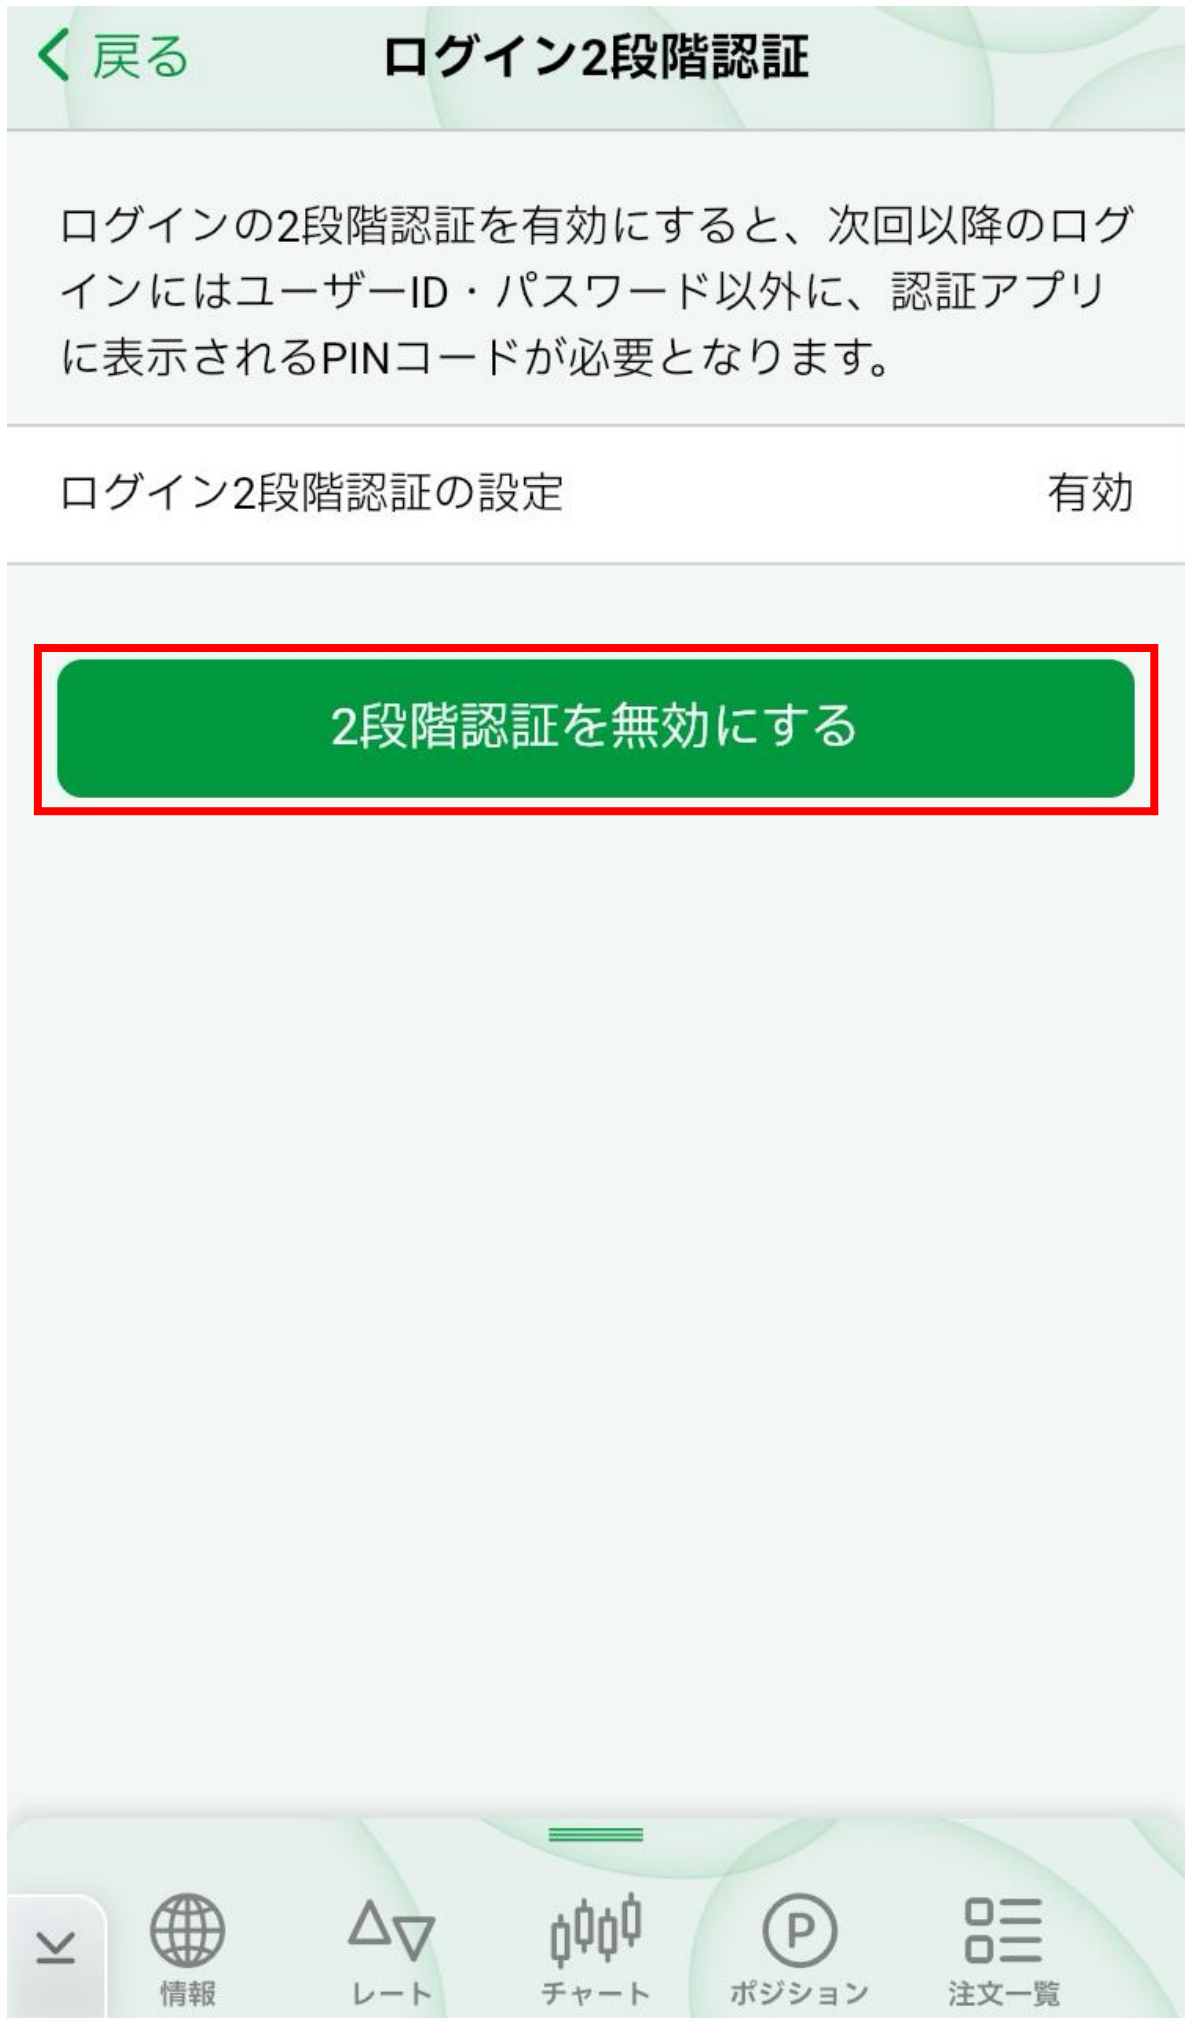 戻る
ログイン2段階認証
ログインの2段階認証を有効にすると、次回以降のログ
インにはユーザーID・パスワード以外に、認証アプリ
に表示されるPINコードが必要となります。
ログイン2段階認証の設定 有効
2段階認証を無効にする
P
情報 レート チャート ポジション 注文一覧